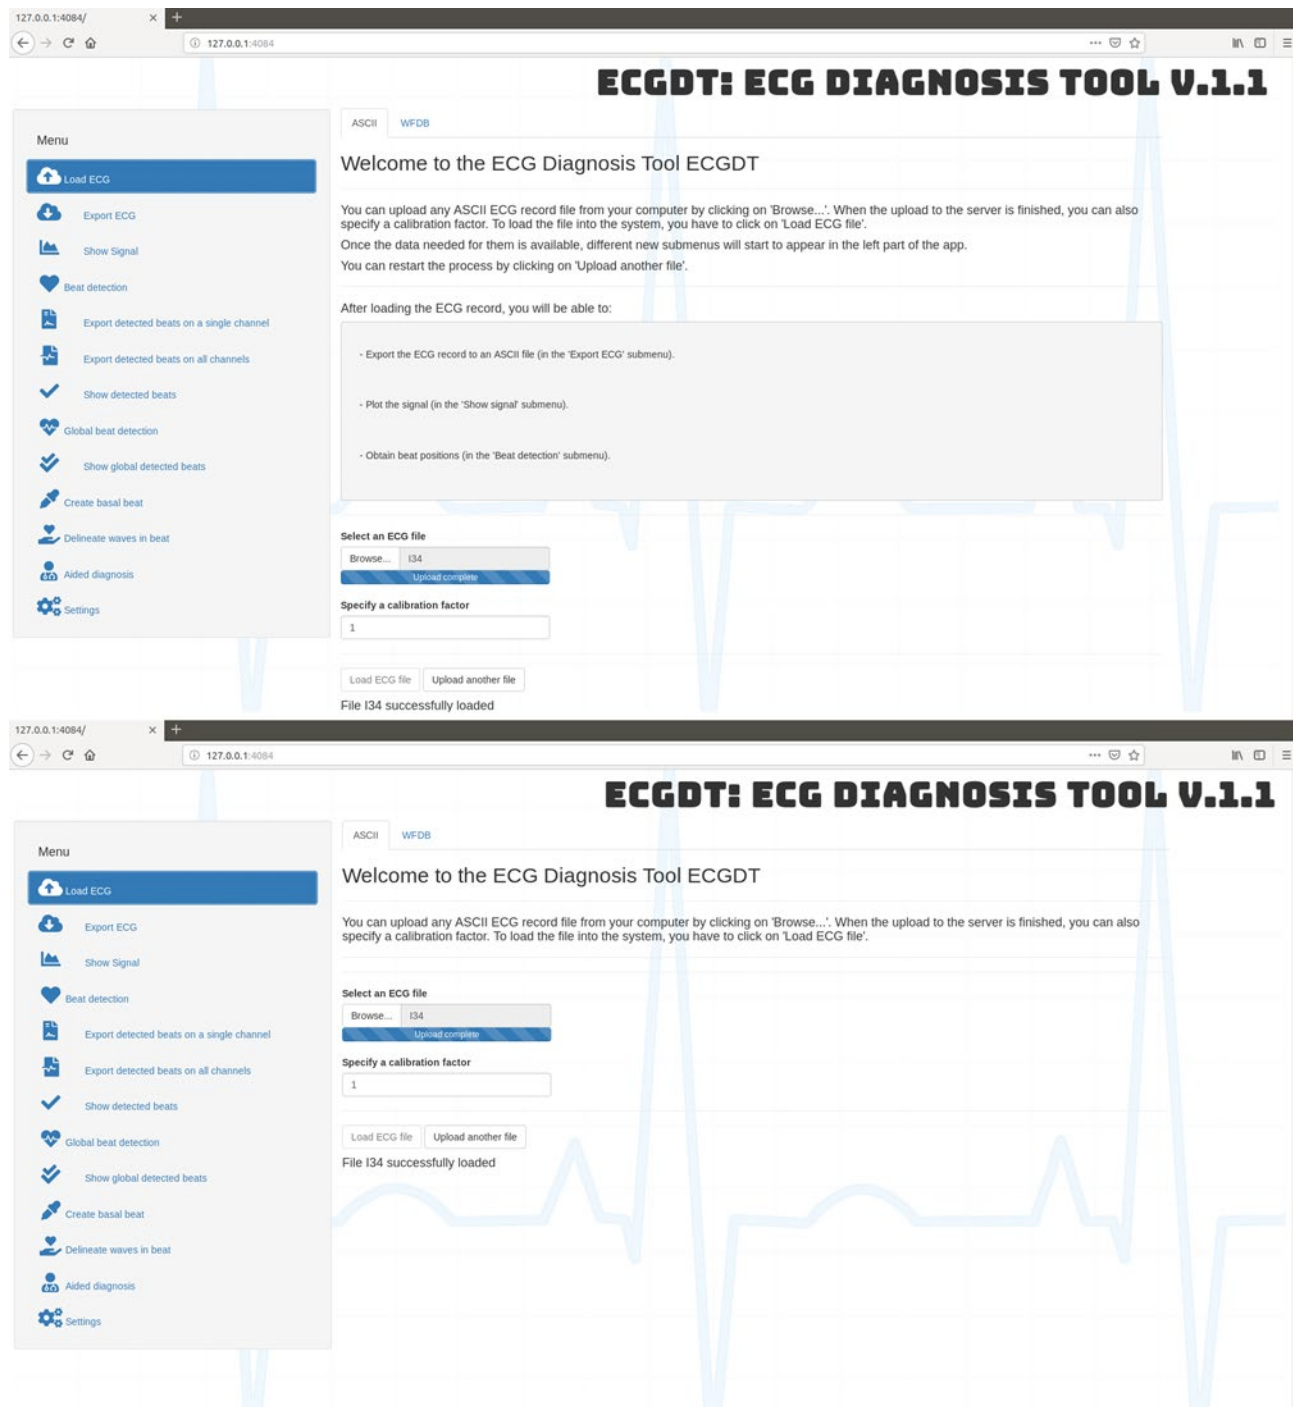 127.0.0.1:4084/ × +
127.0.0.1:4084
ECGDT: ECG DIAGNOSIS TOOL V.1.1
Menu
Load ECG
Export ECG
Show Signal
Beat detection
Export detected beats on a single channel
Export detected beats on all channels
Show detected beats
Global beat detection
Show global detected beats
Create basal beat
Delineate waves in beat
Aided diagnosis
Settings
ASCII WFDB
Welcome to the ECG Diagnosis Tool ECGDT
You can upload any ASCII ECG record file from your computer by clicking on 'Browse...'. When the upload to the server is finished, you can also
specify a calibration factor. To load the file into the system, you have to click on 'Load ECG file'.
Once the data needed for them is available, different new submenus will start to appear in the left part of the app.
You can restart the process by clicking on 'Upload another file'.
After loading the ECG record, you will be able to:
- Export the ECG record to an ASCII file (in the 'Export ECG' submenu).
- Plot the signal (in the 'Show signal' submenu).
- Obtain beat positions (in the 'Beat detection' submenu).
Select an ECG file
Browse... I34
Upload complete
Specify a calibration factor
1
Load ECG file Upload another file
File I34 successfully loaded
127.0.0.1:4084/ × +
127.0.0.1:4084
ECGDT: ECG DIAGNOSIS TOOL V.1.1
Menu
Load ECG
Export ECG
Show Signal
Beat detection
Export detected beats on a single channel
Export detected beats on all channels
Show detected beats
Global beat detection
Show global detected beats
Create basal beat
Delineate waves in beat
Aided diagnosis
Settings
ASCII WFDB
Welcome to the ECG Diagnosis Tool ECGDT
You can upload any ASCII ECG record file from your computer by clicking on 'Browse...'. When the upload to the server is finished, you can also
specify a calibration factor. To load the file into the system, you have to click on 'Load ECG file'.
Select an ECG file
Browse... I34
Upload complete
Specify a calibration factor
1
Load ECG file Upload another file
File I34 successfully loaded